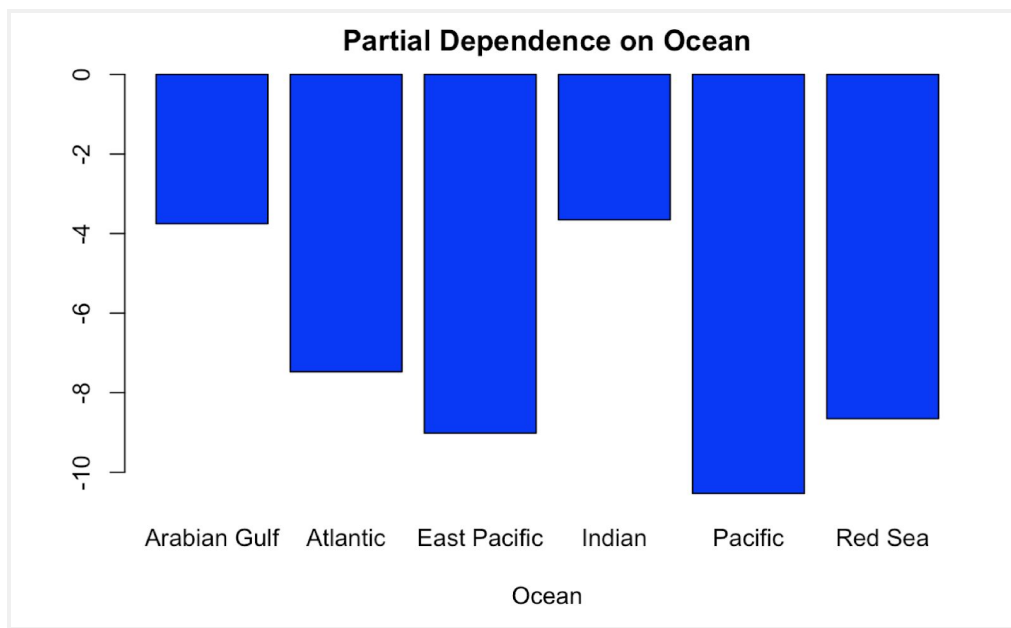 Partial Dependence on Ocean
0
-2
-4
-6
-8
-10
Arabian Gulf Atlantic East Pacific Indian Pacific Red Sea
Ocean